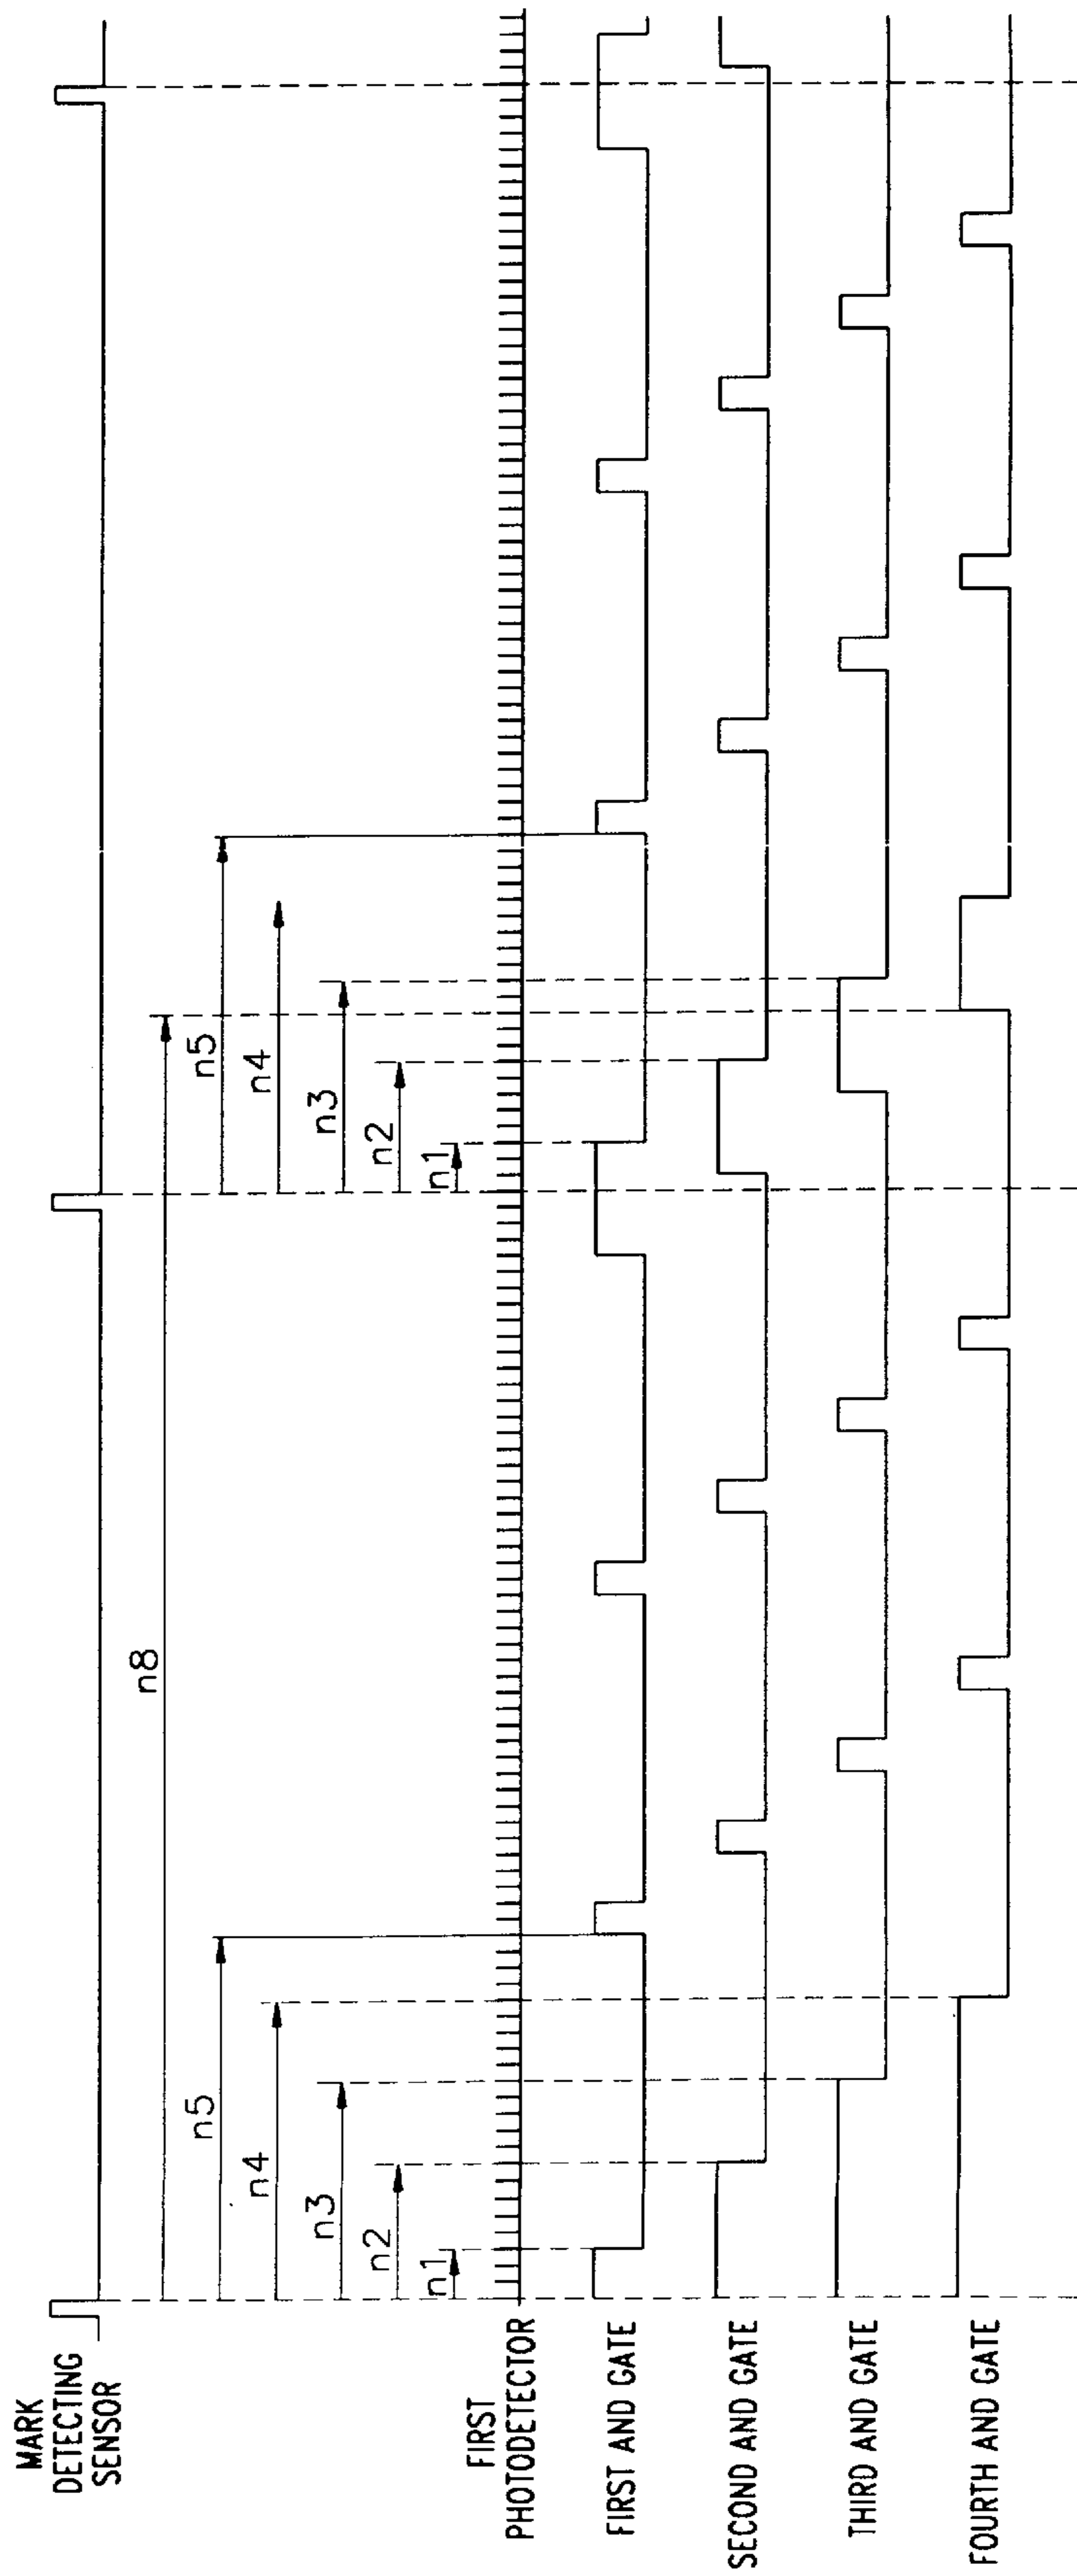 MARK
DETECTING
SENSOR
n8
n5
n5
n4
n4
n3
n3
n2
n2
n1
n1
FIRST
PHOTODETECTOR
FIRST AND GATE
SECOND AND GATE
THIRD AND GATE
FOURTH AND GATE